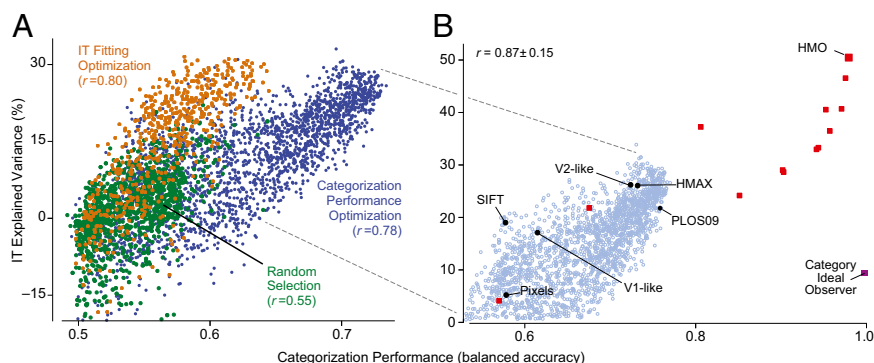 A
IT Explained Variance (%)
30
15
0
−15
0.5
0.6
0.7
IT Fitting
Optimization
(r=0.80)
Categorization
Performance
Optimization
(r=0.78)
Random
Selection
(r=0.55)
B
r = 0.87± 0.15
50
40
30
20
10
0
0.6
0.8
1.0
HMO
V2-like
HMAX
SIFT
PLOS09
Pixels
V1-like
Category
Ideal
Observer
Categorization Performance (balanced accuracy)